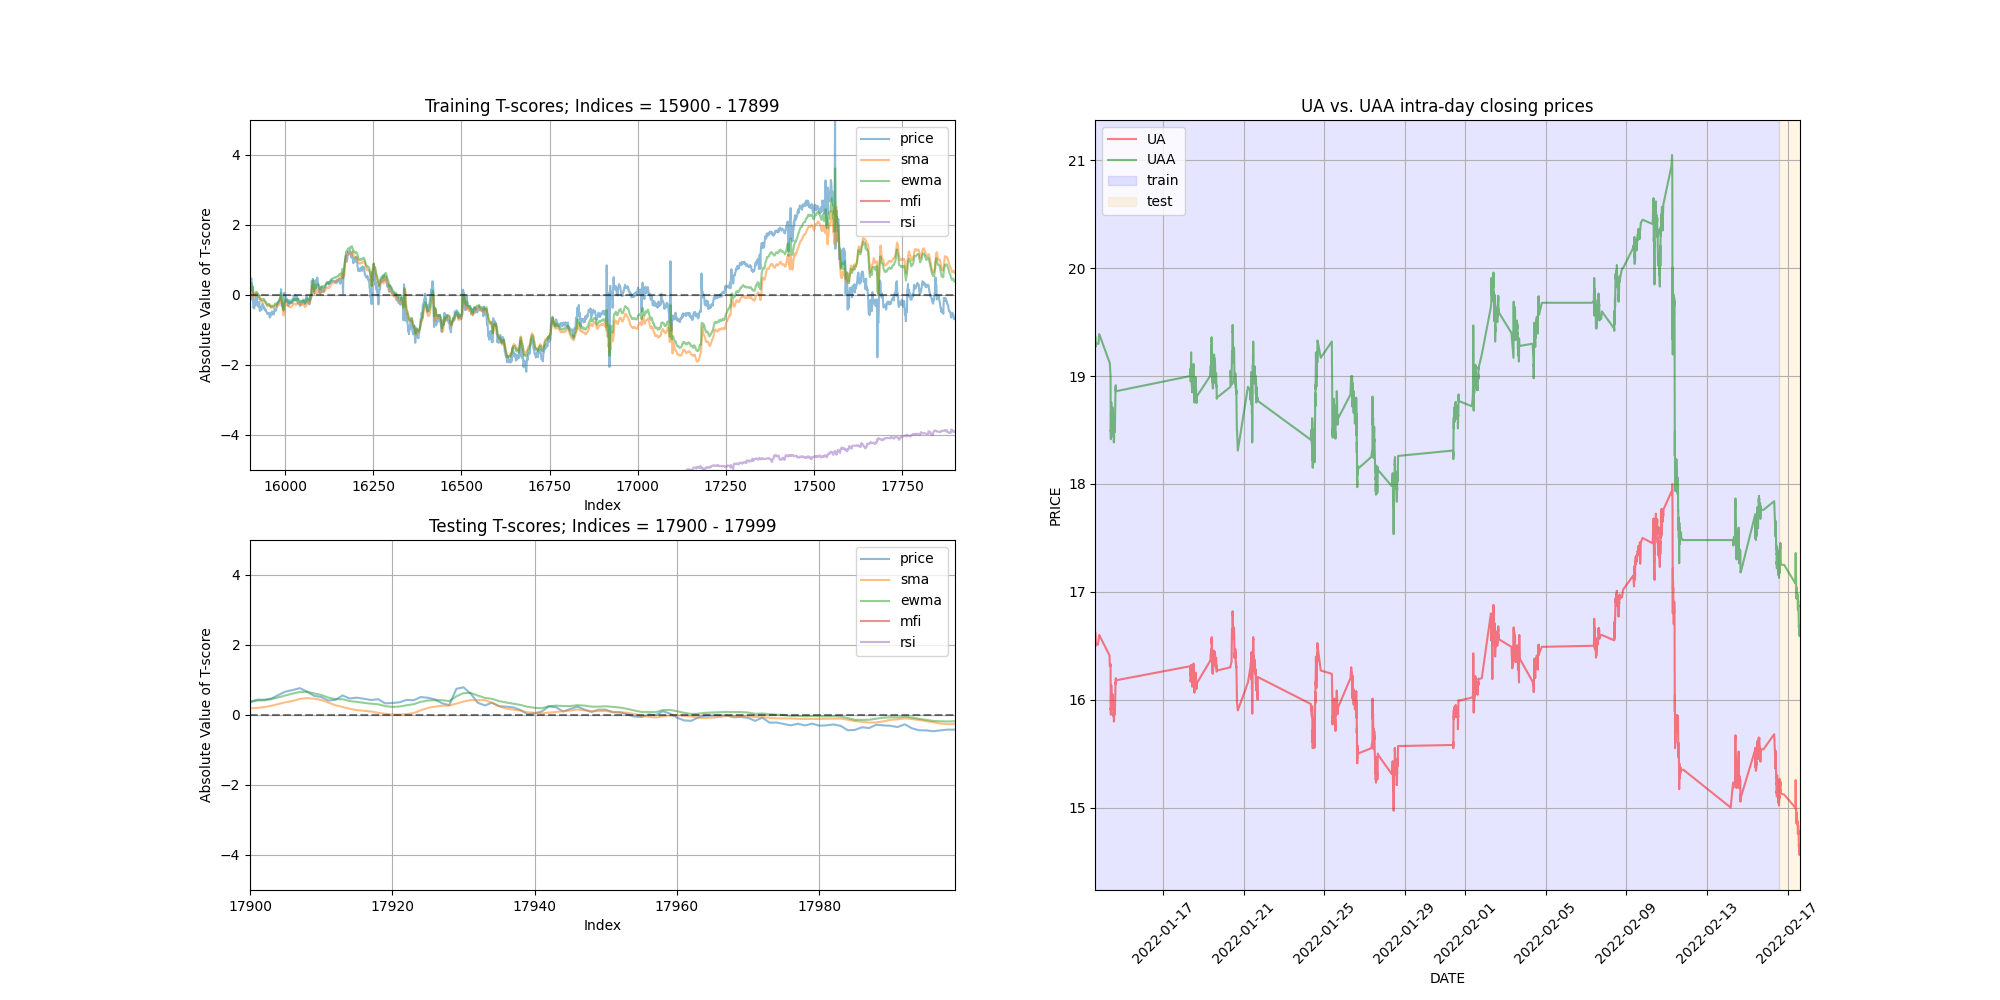 Training T-scores; Indices = 15900 - 17899
Absolute Value of T-score
4
2
0
−2
−4
price
sma
ewma
mfi
rsi
16000 16250 16500 16750 17000 17250 17500 17750
Index
Testing T-scores; Indices = 17900 - 17999
Absolute Value of T-score
4
2
0
−2
−4
price
sma
ewma
mfi
rsi
17900 17920 17940 17960 17980
Index
UA vs. UAA intra-day closing prices
PRICE
21
20
19
18
17
16
15
UA
UAA
train
test
2022-01-17 2022-01-21 2022-01-25 2022-01-29 2022-02-01 2022-02-05 2022-02-09 2022-02-13 2022-02-17
DATE